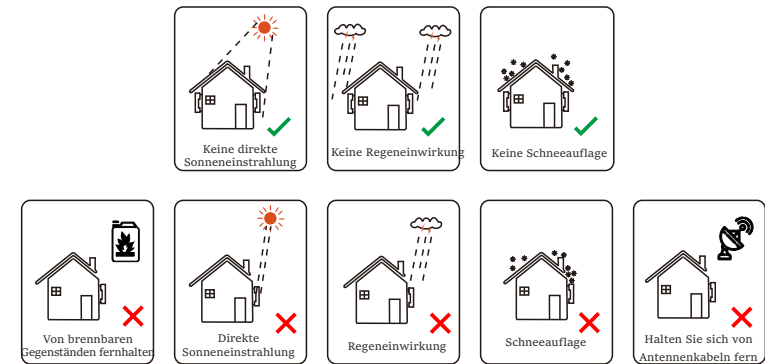 Keine direkte
Sonneneinstrahlung
Keine Regeneinwirkung
Keine Schneeauflage
Von brennbaren
Gegenständen fernhalten
Direkte
Sonneneinstrahlung
Regeneinwirkung
Schneeauflage
Halten Sie sich von
Antennenkabeln fern